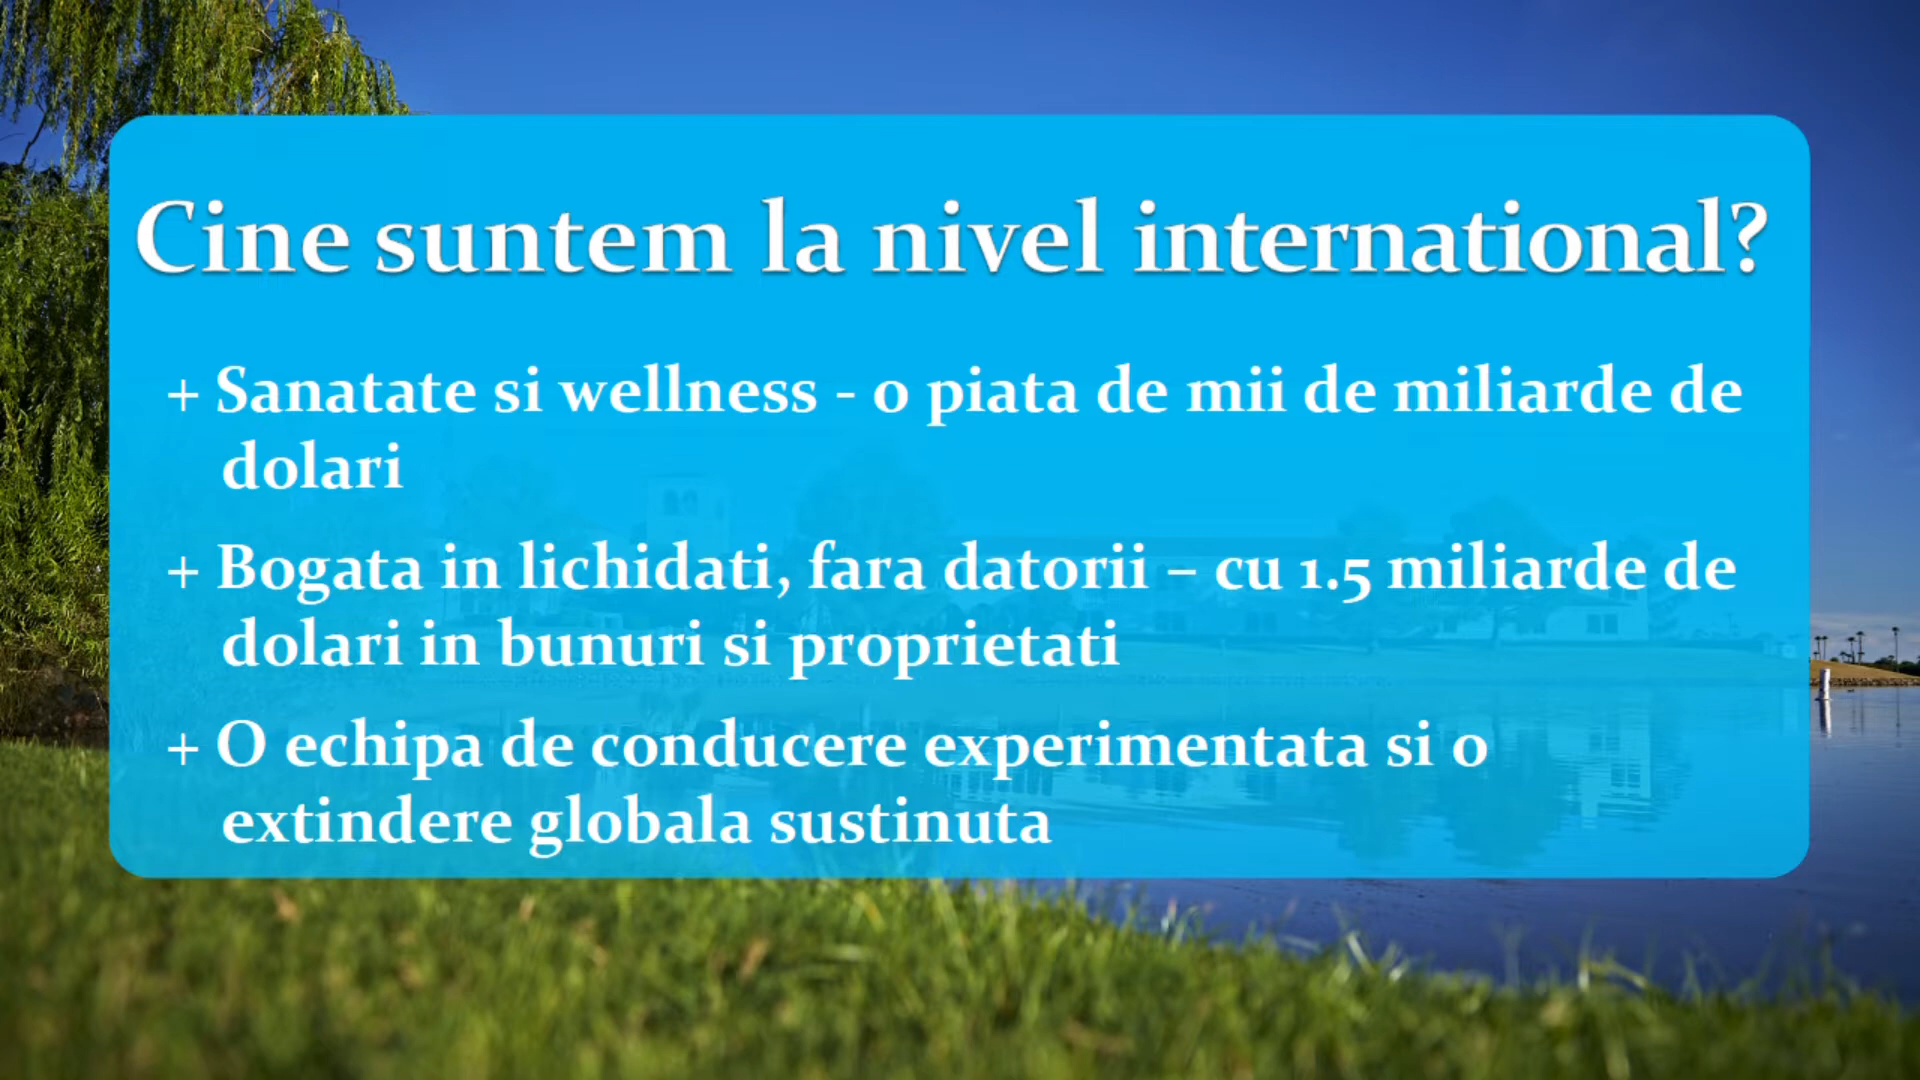 Cine suntem la nivel international?
+ Sanatate si wellness - o piata de mii de miliarde de
dolari
+ Bogata in lichidati, fara datorii – cu 1.5 miliarde de
dolari in bunuri si proprietati
+ O echipa de conducere experimentata si o
extindere globala sustinuta